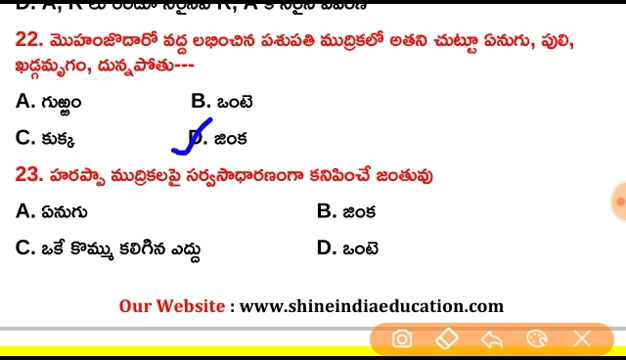 22. మొహంజొదారో వద్ద లభించిన పశుపతి ముద్రికలో అతని చుట్టూ ఏనుగు, పులి,
ఖడ్గమృగం, దున్నపోతు---
A. గుఱ్ఱం B. ఒంటె
C. కుక్క D. జింక
23. హరప్పా ముద్రికలపై సర్వసాధారణంగా కనిపించే జంతువు
A. ఏనుగు B. జింక
C. ఒకే కొమ్ము కలిగిన ఎద్దు D. ఒంటె
Our Website : www.shineindiaeducation.com